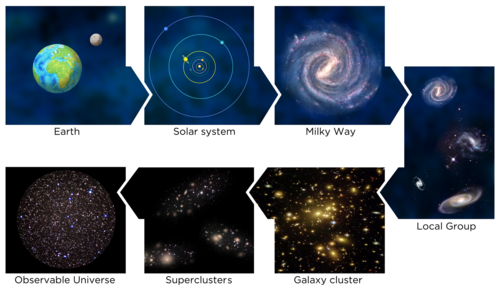 Earth
Solar system
Milky Way
Local Group
Galaxy cluster
Superclusters
Observable Universe